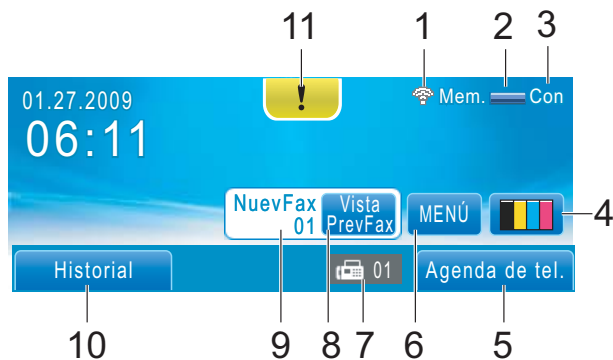 11 1 2 3
01.27.2009 ! Mem. Con
06:11
NuevFax Vista MENÚ 4
01 PrevFax
Historial 01 Agenda de tel.
10 9 8 7 6 5